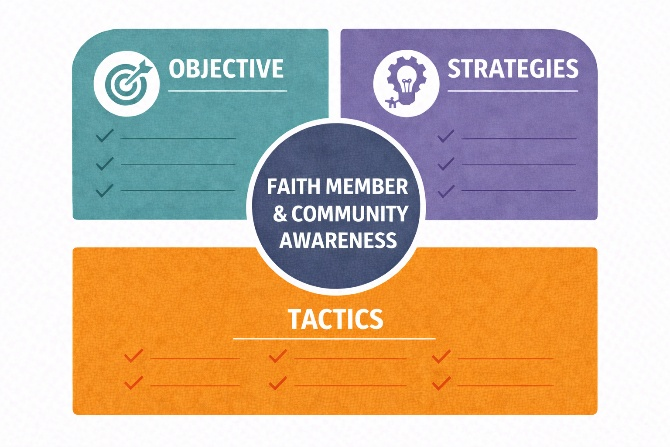 OBJECTIVE
STRATEGIES
FAITH MEMBER
& COMMUNITY
AWARENESS
TACTICS